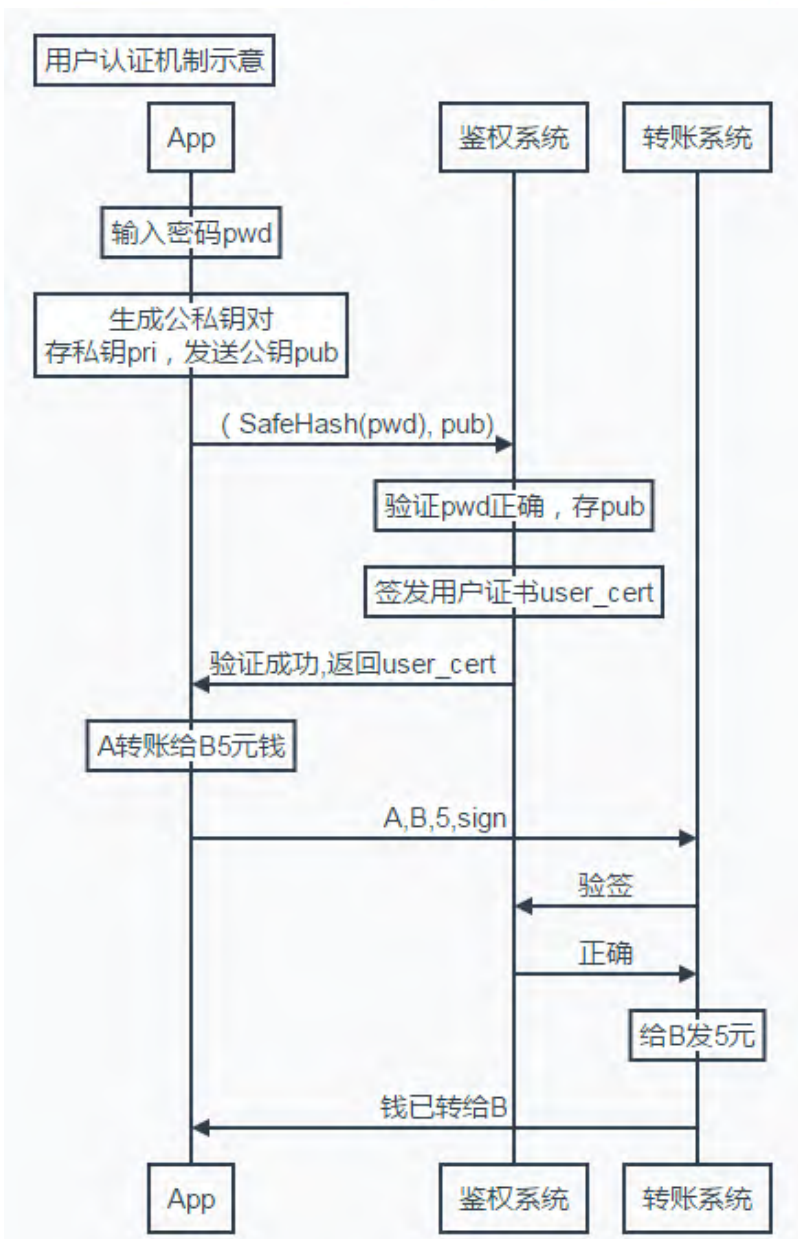 用户认证机制示意
App
鉴权系统
转账系统
输入密码pwd
生成公私钥对
存私钥pri，发送公钥pub
( SafeHash(pwd), pub)
验证pwd正确，存pub
签发用户证书user_cert
验证成功,返回user_cert
A转账给B5元钱
A,B,5,sign
验签
正确
给B发5元
钱已转给B
App
鉴权系统
转账系统